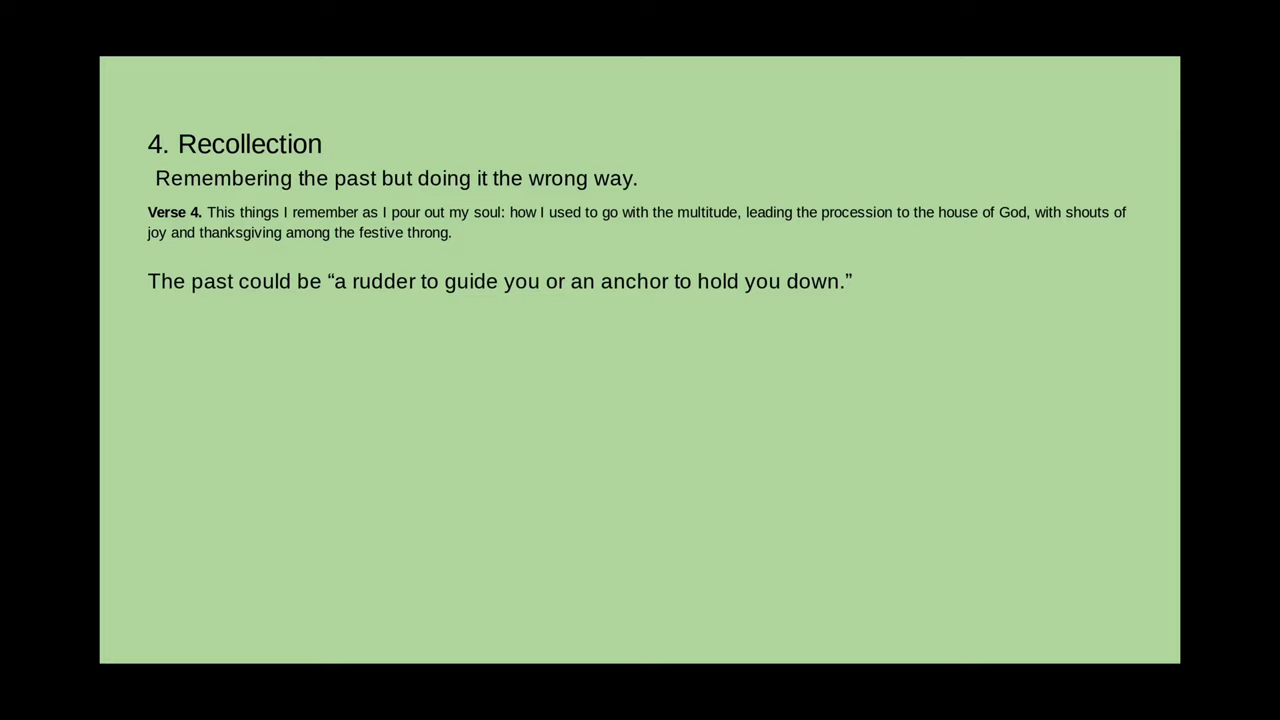 4. Recollection
Remembering the past but doing it the wrong way.
Verse 4. This things I remember as I pour out my soul: how I used to go with the multitude, leading the procession to the house of God, with shouts of
joy and thanksgiving among the festive throng.
The past could be “a rudder to guide you or an anchor to hold you down.”